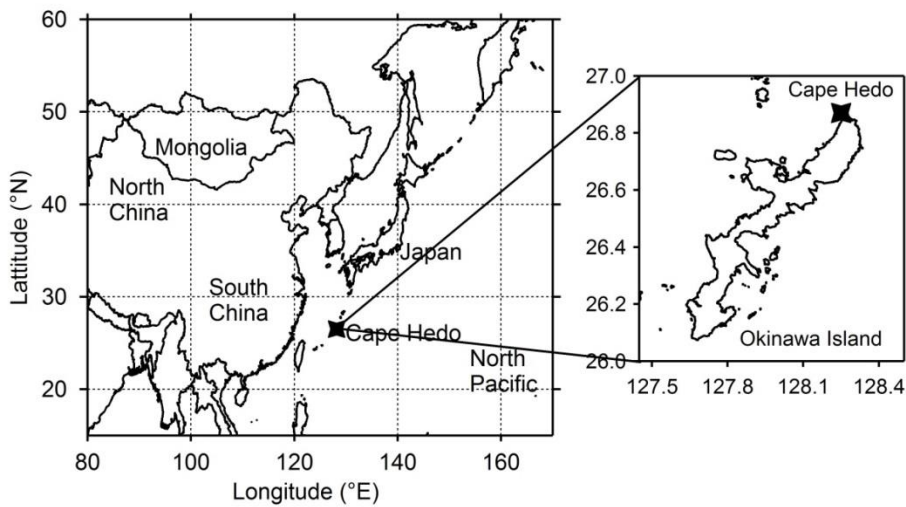 60
50
40
30
20
Lattitude (°N)
80
100
120
140
160
Longitude (°E)
Mongolia
North
China
South
China
Japan
Cape Hedo
North
Pacific
27.0
26.8
26.6
26.4
26.2
26.0
127.5
127.8
128.1
128.4
Cape Hedo
Okinawa Island